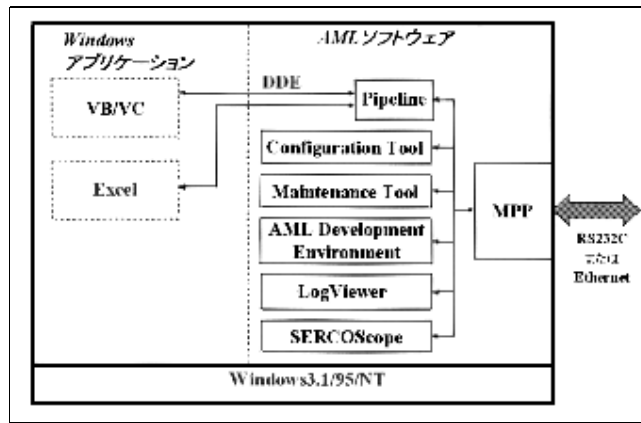 Windows
アプリケーション
AMLソフトウェア
DDE
VB/VC
Pipeline
Configuration Tool
Excel
Maintenance Tool
MPP
AML Development
Environment
RS232C
または
Ethernet
LogViewer
SERCOScope
Windows3.1/95/NT